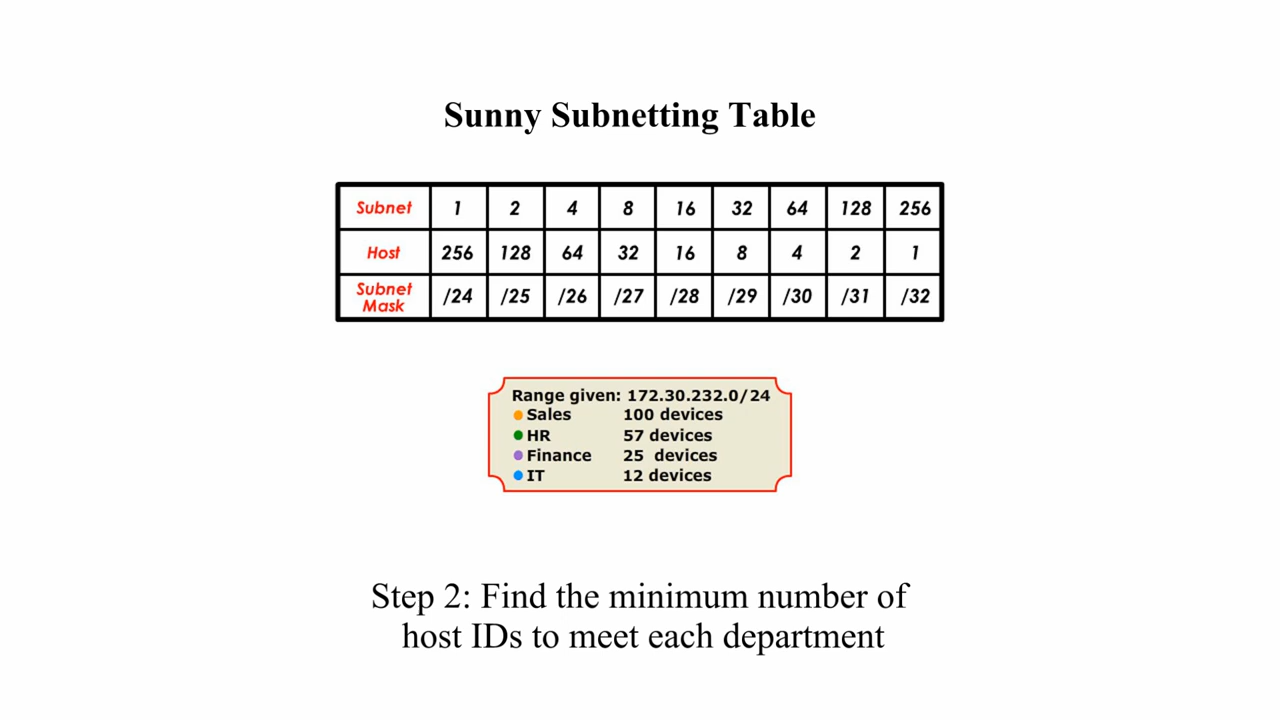 Sunny Subnetting Table
Subnet 1 2 4 8 16 32 64 128 256
Host 256 128 64 32 16 8 4 2 1
Subnet
Mask /24 /25 /26 /27 /28 /29 /30 /31 /32
Range given: 172.30.232.0/24
Sales 100 devices
HR 57 devices
Finance 25 devices
IT 12 devices
Step 2: Find the minimum number of
host IDs to meet each department